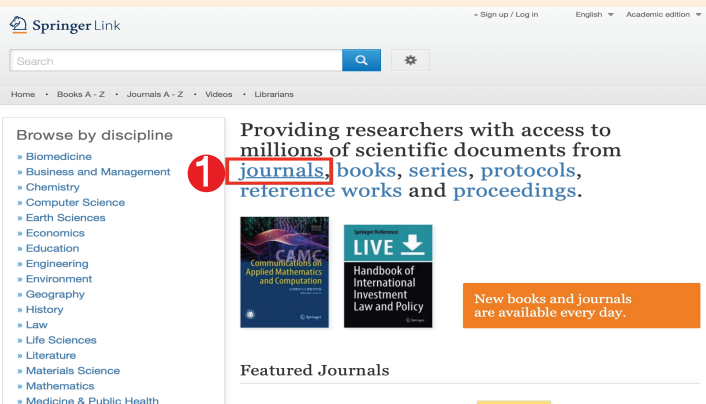 » Sign up / Log in English Academic edition
Springer Link
Search
Home • Books A - Z • Journals A - Z • Videos • Librarians
Browse by discipline
» Biomedicine
» Business and Management
» Chemistry
» Computer Science
» Earth Sciences
» Economics
» Education
» Engineering
» Environment
» Geography
» History
» Law
» Life Sciences
» Literature
» Materials Science
» Mathematics
» Medicine & Public Health
Providing researchers with access to
millions of scientific documents from
1
journals, books, series, protocols,
reference works and proceedings.
CAMC
Communications on
Applied Mathematics
and Computation
Springer
Springer Reference
LIVE
Handbook of
International
Investment
Law and Policy
Springer
New books and journals
are available every day.
Featured Journals